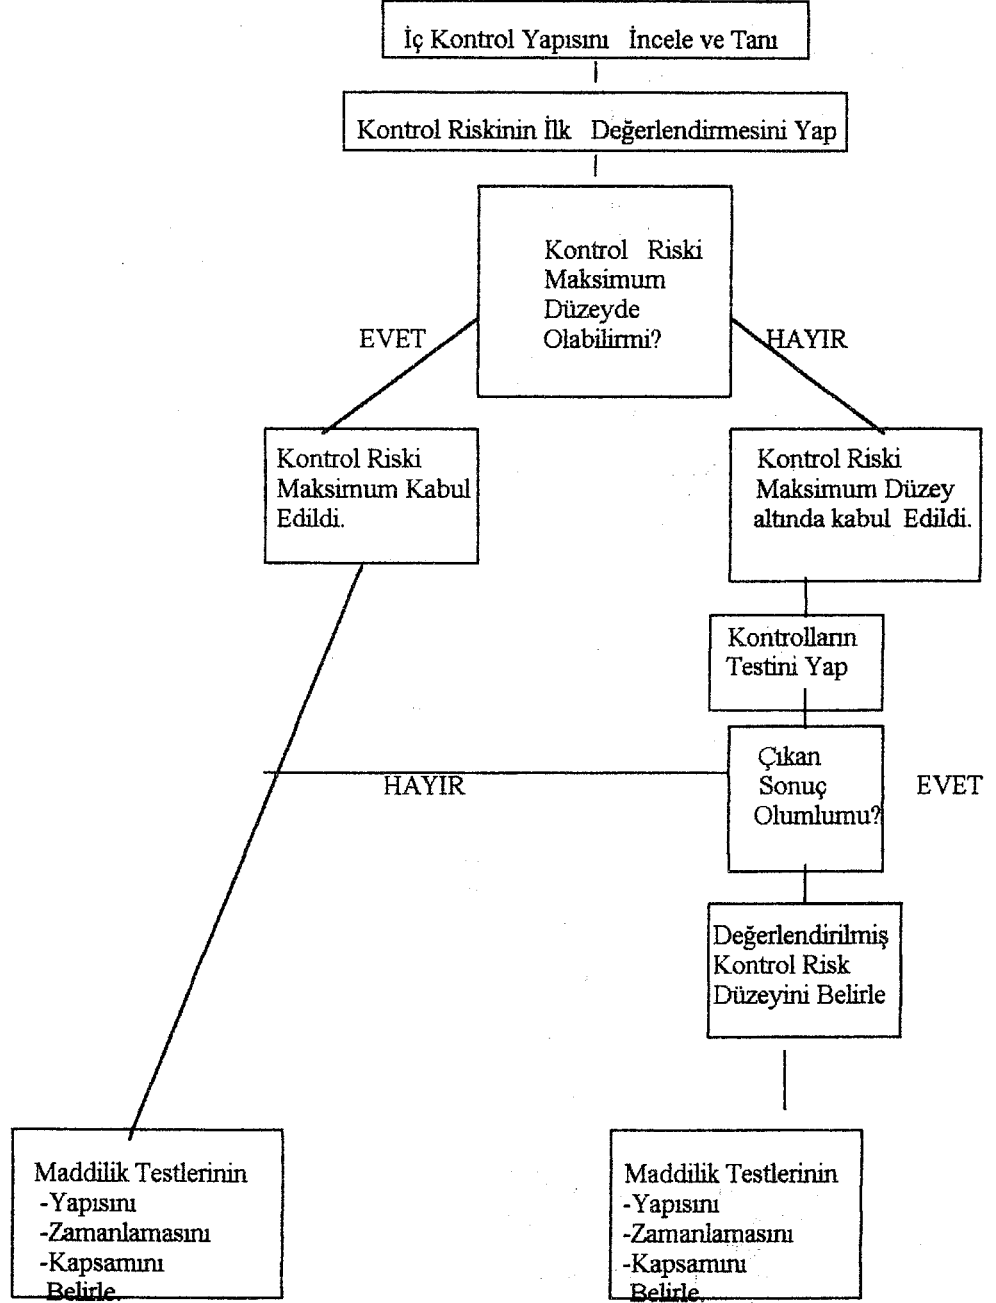 İç Kontrol Yapısını İncele ve Tanı
Kontrol Riskinin İlk Değerlendirmesini Yap
Kontrol Riski
Maksimum
Düzeyde
Olabilirmi?
EVET
HAYIR
Kontrol Riski
Maksimum Kabul
Edildi.
Kontrol Riski
Maksimum Düzey
altında kabul Edildi.
Kontrolların
Testini Yap
Çıkan
Sonuç
Olumlumu?
HAYIR
EVET
Değerlendirilmiş
Kontrol Risk
Düzeyini Belirle
Maddilik Testlerinin
-Yapısını
-Zamanlamasını
-Kapsamını
Belirle.
Maddilik Testlerinin
-Yapısını
-Zamanlamasını
-Kapsamını
Belirle.